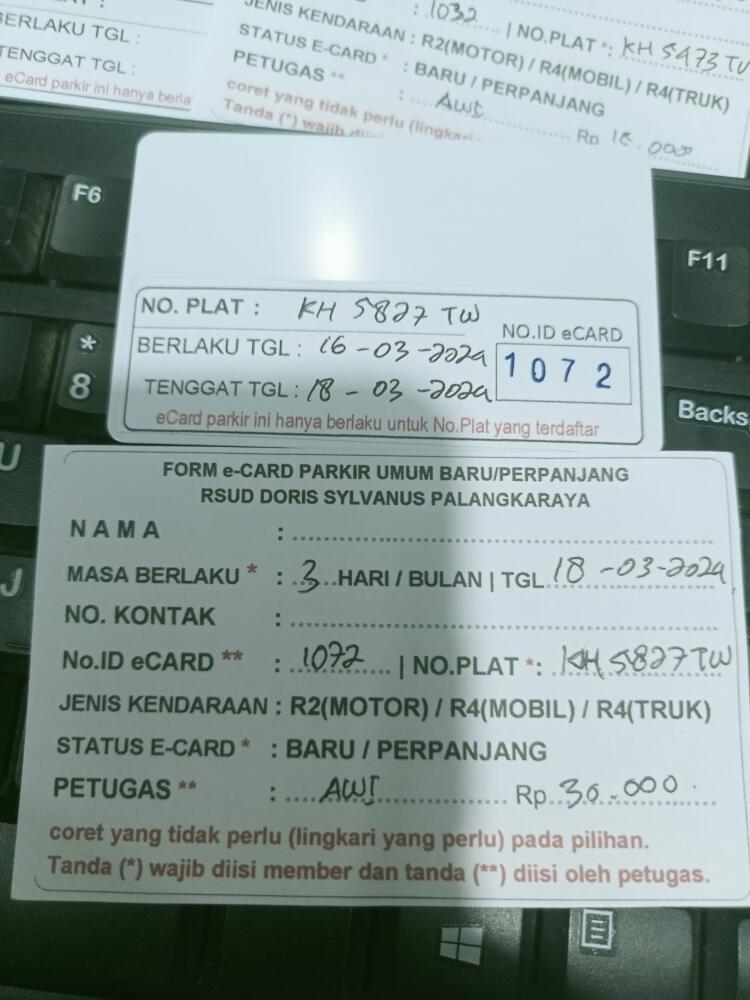 BERLAKU TGL :
TENGGAT TGL :
eCard parkir ini hanya berla
: 1032 | NO.PLAT *: KH 5473 TU
JENIS KENDARAAN : R2(MOTOR) / R4(MOBIL) / R4(TRUK)
STATUS E-CARD * : BARU / PERPANJANG
PETUGAS ** : AWI Rp
coret yang tidak perlu (lingkari
Tanda (*) wajib
F6
F11
*
8
Backs
U
J
NO. PLAT : KH 5827 TW
BERLAKU TGL : 16-03-2024
TENGGAT TGL : 18-03-2024
NO.ID eCARD
1072
eCard parkir ini hanya berlaku untuk No.Plat yang terdaftar
FORM e-CARD PARKIR UMUM BARU/PERPANJANG
RSUD DORIS SYLVANUS PALANGKARAYA
NAMA :
MASA BERLAKU * : 3 HARI / BULAN | TGL 18-03-2024
NO. KONTAK :
No.ID eCARD ** : 1072 | NO.PLAT *: KH 5827 TW
JENIS KENDARAAN : R2(MOTOR) / R4(MOBIL) / R4(TRUK)
STATUS E-CARD * : BARU / PERPANJANG
PETUGAS ** : AWI Rp. 30.000
coret yang tidak perlu (lingkari yang perlu) pada pilihan.
Tanda (*) wajib diisi member dan tanda (**) diisi oleh petugas.